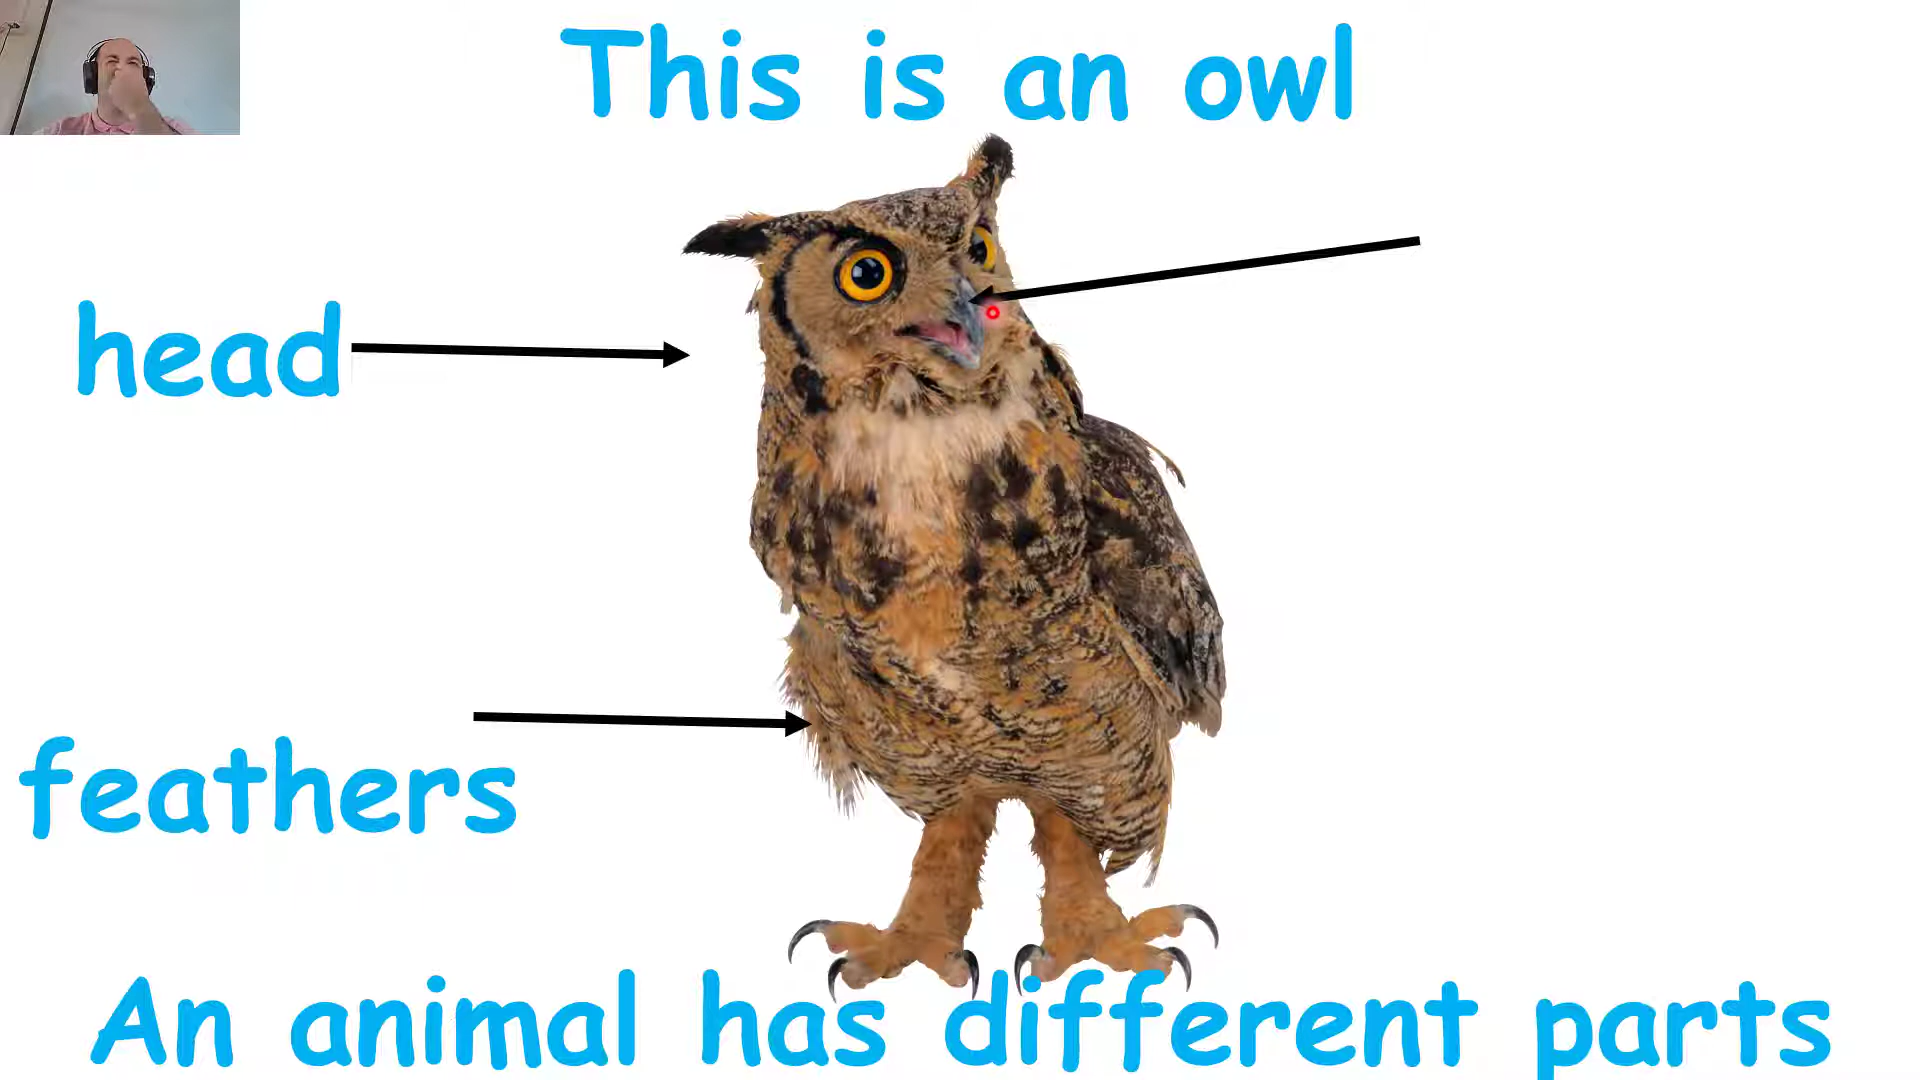 This is an owl
head
feathers
An animal has different parts